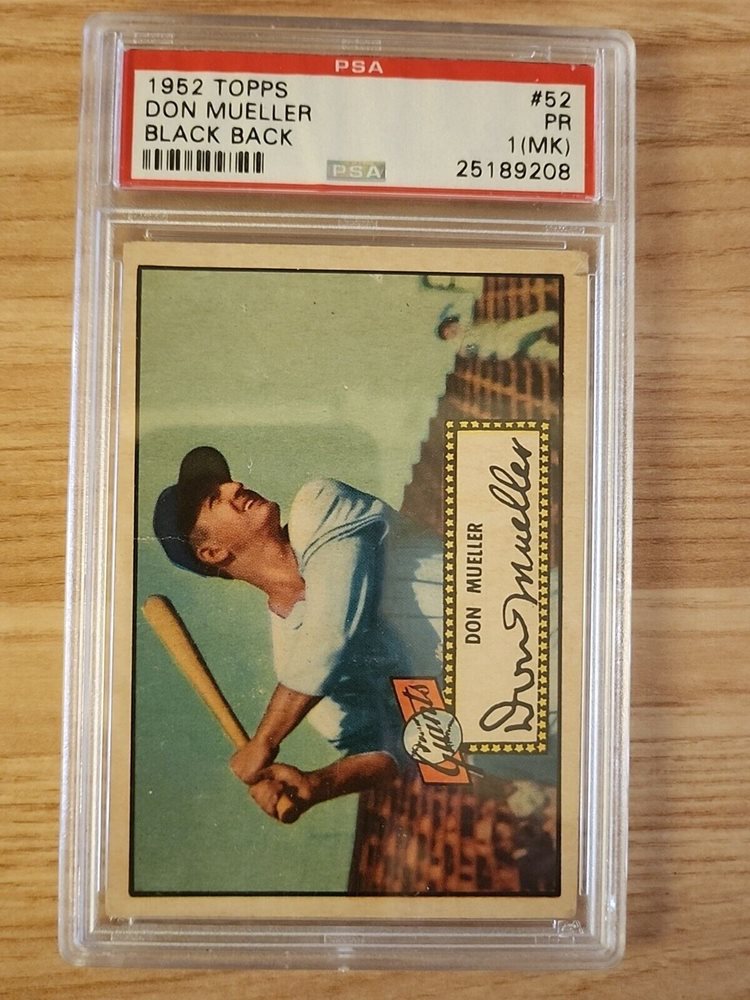 PSA
1952 TOPPS #52
DON MUELLER PR
BLACK BACK 1(MK)
PSA 25189208
DON MUELLER
Don Mueller
Giants